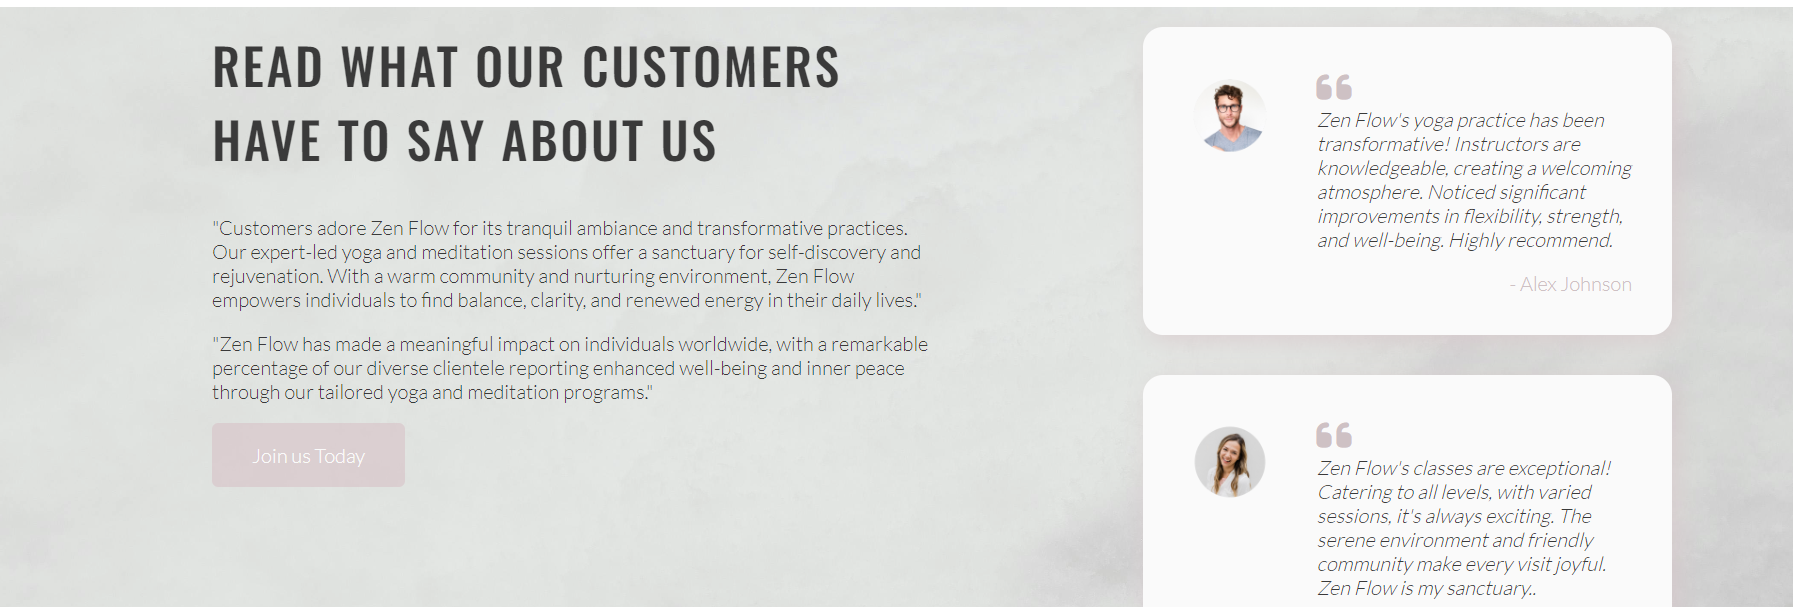 READ WHAT OUR CUSTOMERS
HAVE TO SAY ABOUT US
"Customers adore Zen Flow for its tranquil ambiance and transformative practices.
Our expert-led yoga and meditation sessions offer a sanctuary for self-discovery and
rejuvenation. With a warm community and nurturing environment, Zen Flow
empowers individuals to find balance, clarity, and renewed energy in their daily lives."
"Zen Flow has made a meaningful impact on individuals worldwide, with a remarkable
percentage of our diverse clientele reporting enhanced well-being and inner peace
through our tailored yoga and meditation programs."
Join us Today
Zen Flow's yoga practice has been
transformative! Instructors are
knowledgeable, creating a welcoming
atmosphere. Noticed significant
improvements in flexibility, strength,
and well-being. Highly recommend.
- Alex Johnson
Zen Flow's classes are exceptional!
Catering to all levels, with varied
sessions, it's always exciting. The
serene environment and friendly
community make every visit joyful.
Zen Flow is my sanctuary..